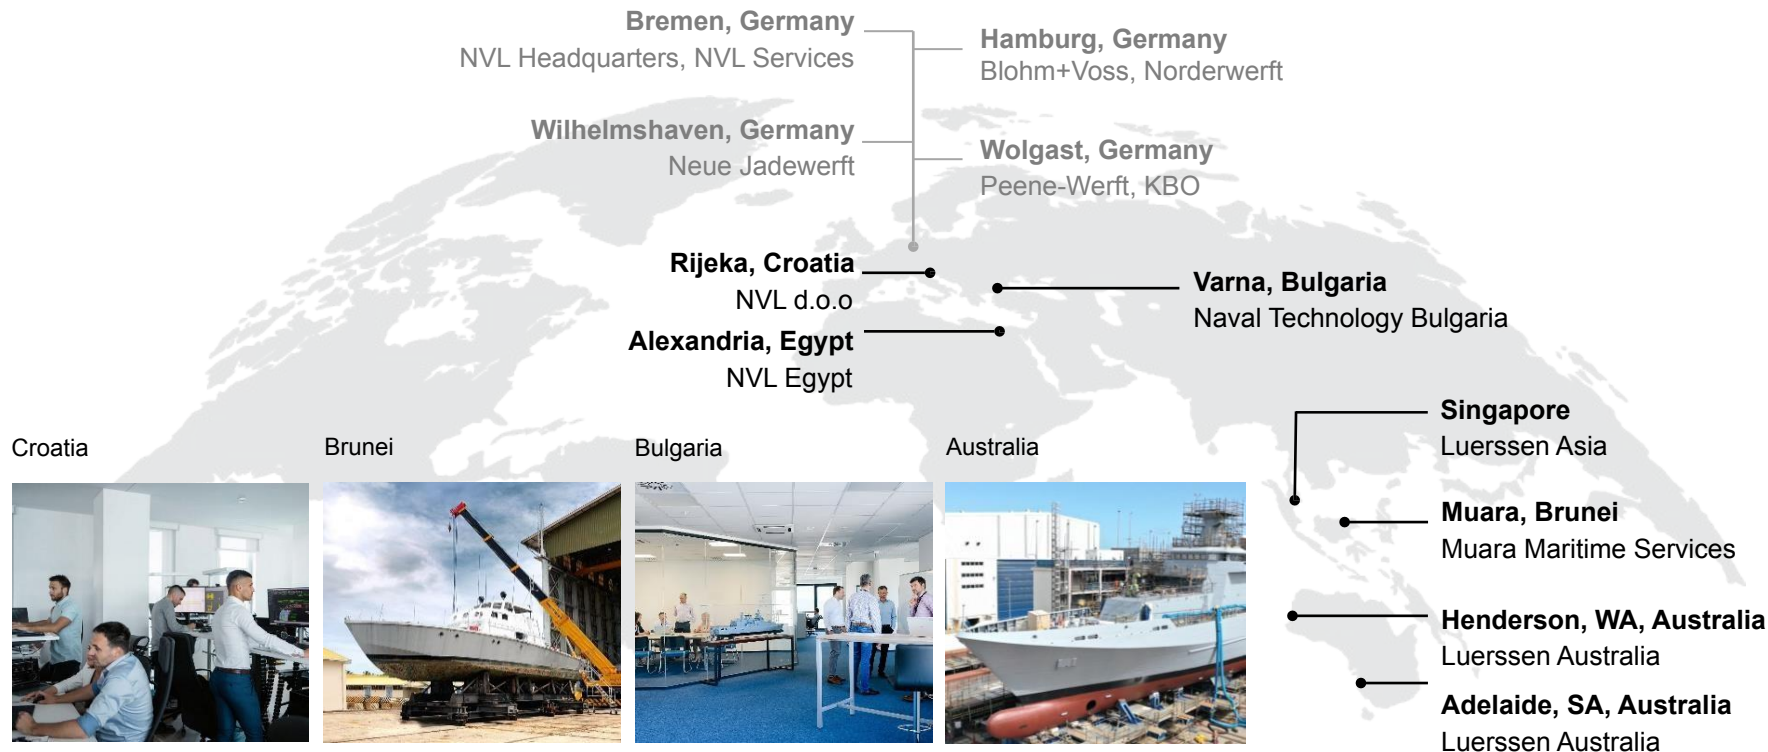 Bremen, Germany
NVL Headquarters, NVL Services
Hamburg, Germany
Blohm+Voss, Norderwerft
Wilhelmshaven, Germany
Neue Jadewerft
Wolgast, Germany
Peene-Werft, KBO
Rijeka, Croatia
NVL d.o.o
Varna, Bulgaria
Naval Technology Bulgaria
Alexandria, Egypt
NVL Egypt
Singapore
Luerssen Asia
Muara, Brunei
Muara Maritime Services
Henderson, WA, Australia
Luerssen Australia
Adelaide, SA, Australia
Luerssen Australia
Croatia
Brunei
Bulgaria
Australia